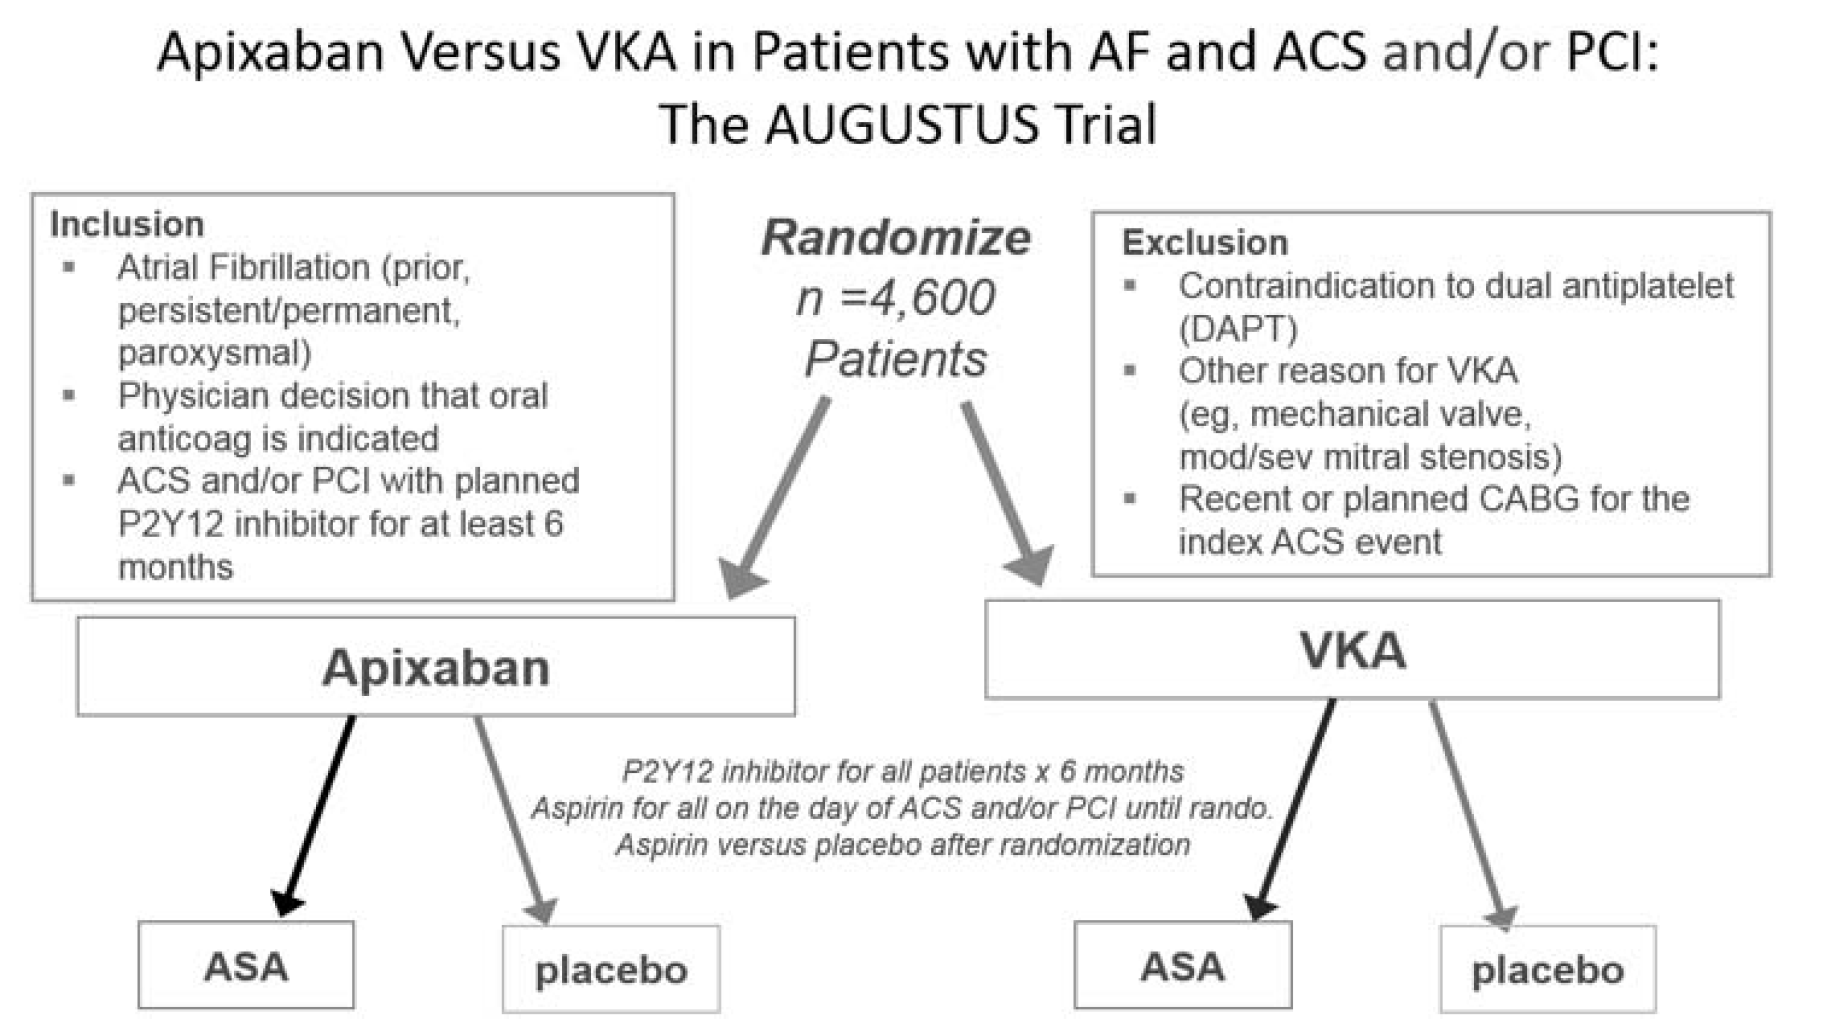 Apixaban Versus VKA in Patients with AF and ACS and/or PCI:
The AUGUSTUS Trial
Inclusion
▪ Atrial Fibrillation (prior,
persistent/permanent,
paroxysmal)
▪ Physician decision that oral
anticoag is indicated
▪ ACS and/or PCI with planned
P2Y12 inhibitor for at least 6
months
Randomize
n =4,600
Patients
Exclusion
▪ Contraindication to dual antiplatelet
(DAPT)
▪ Other reason for VKA
(eg, mechanical valve,
mod/sev mitral stenosis)
▪ Recent or planned CABG for the
index ACS event
Apixaban
VKA
P2Y12 inhibitor for all patients x 6 months
Aspirin for all on the day of ACS and/or PCI until rando.
Aspirin versus placebo after randomization
ASA
placebo
ASA
placebo